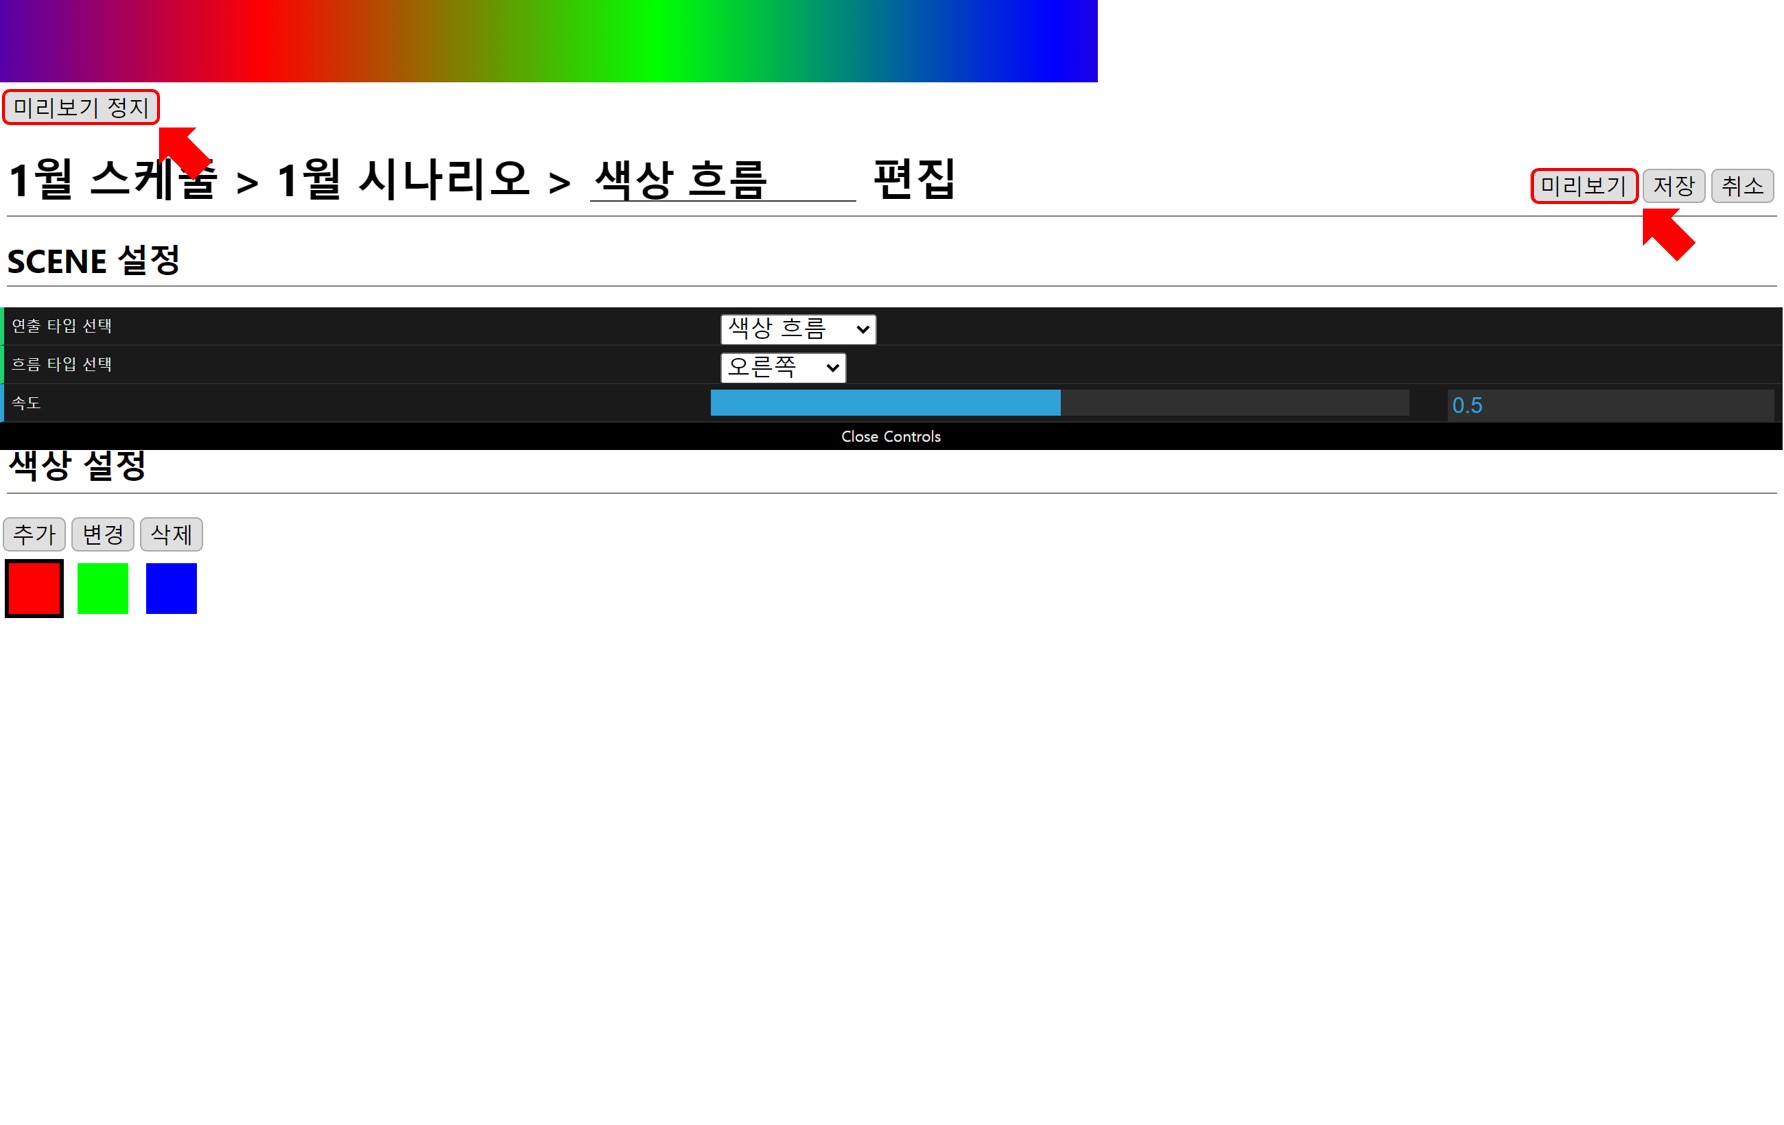 미리보기 정지
1월 스케줄 > 1월 시나리오 > 색상 흐름 편집
미리보기 저장 취소
SCENE 설정
연출 타입 선택 색상 흐름
흐름 타입 선택 오른쪽
속도 0.5
Close Controls
색상 설정
추가 변경 삭제